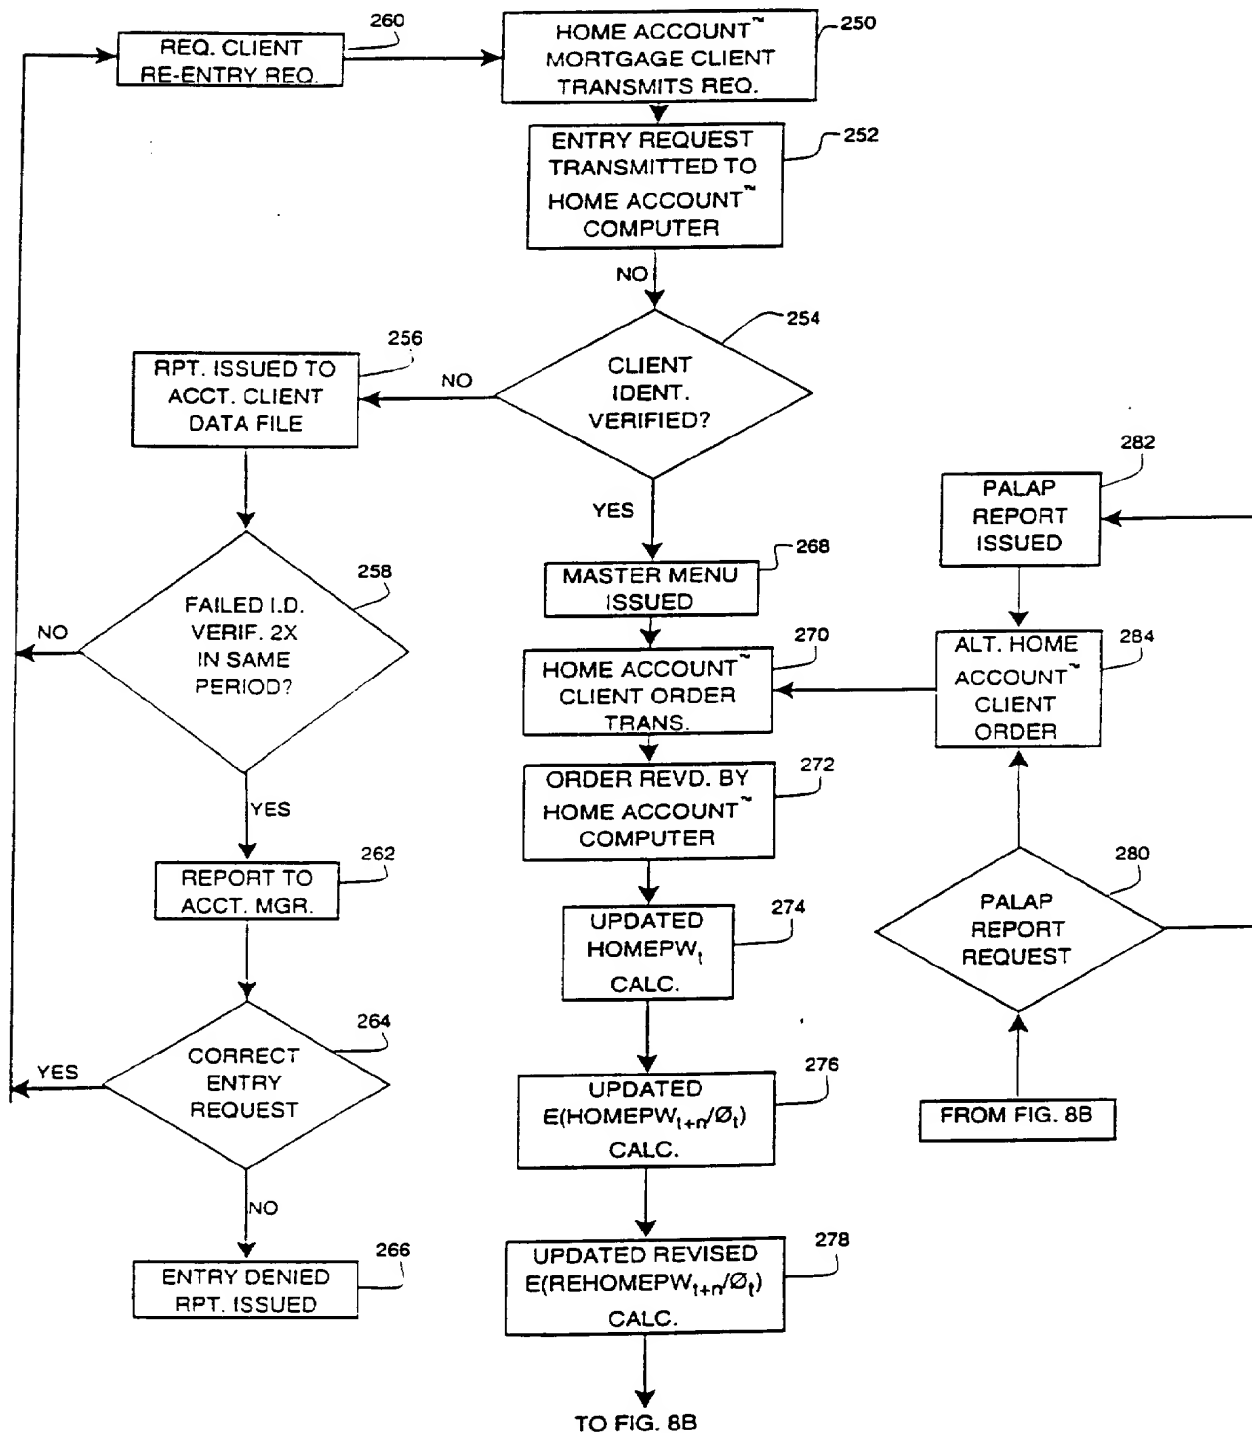 REQ. CLIENT
RE-ENTRY REQ.
260
HOME ACCOUNT~
MORTGAGE CLIENT
TRANSMITS REQ.
250
ENTRY REQUEST
TRANSMITTED TO
HOME ACCOUNT~
COMPUTER
252
NO
CLIENT
IDENT.
VERIFIED?
254
NO
YES
RPT. ISSUED TO
ACCT. CLIENT
DATA FILE
256
FAILED I.D.
VERIF. 2X
IN SAME
PERIOD?
258
NO
YES
REPORT TO
ACCT. MGR.
262
CORRECT
ENTRY
REQUEST
264
YES
NO
ENTRY DENIED
RPT. ISSUED
266
MASTER MENU
ISSUED
268
HOME ACCOUNT~
CLIENT ORDER
TRANS.
270
ORDER REVD. BY
HOME ACCOUNT~
COMPUTER
272
UPDATED
HOMEPWₜ
CALC.
274
UPDATED
E(HOMEPWₜ₊ₙ/Øₜ)
CALC.
276
UPDATED REVISED
E(REHOMEPWₜ₊ₙ/Øₜ)
CALC.
278
TO FIG. 8B
PALAP
REPORT
ISSUED
282
ALT. HOME
ACCOUNT~
CLIENT
ORDER
284
PALAP
REPORT
REQUEST
280
FROM FIG. 8B